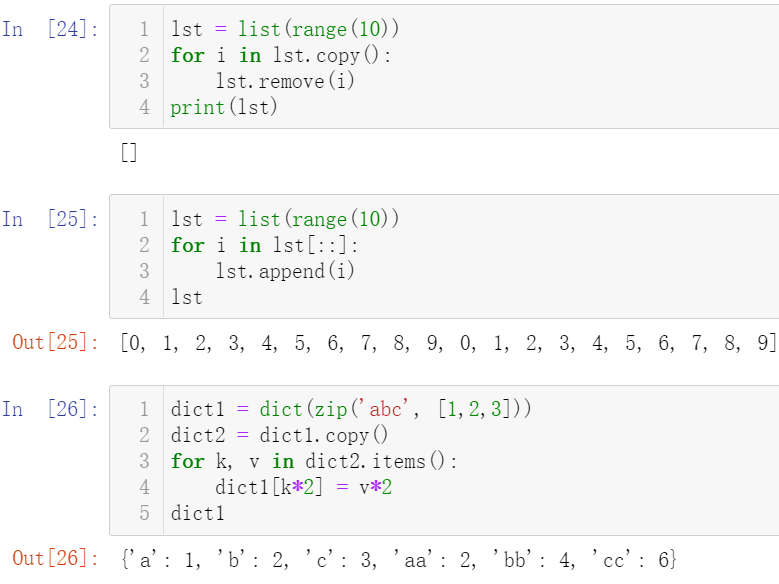 In [24]:
1 lst = list(range(10))
2 for i in lst.copy():
3     lst.remove(i)
4 print(lst)
[]
In [25]:
1 lst = list(range(10))
2 for i in lst[::]:
3     lst.append(i)
4 lst
Out[25]: [0, 1, 2, 3, 4, 5, 6, 7, 8, 9, 0, 1, 2, 3, 4, 5, 6, 7, 8, 9]
In [26]:
1 dict1 = dict(zip('abc', [1,2,3]))
2 dict2 = dict1.copy()
3 for k, v in dict2.items():
4     dict1[k*2] = v*2
5 dict1
Out[26]: {'a': 1, 'b': 2, 'c': 3, 'aa': 2, 'bb': 4, 'cc': 6}